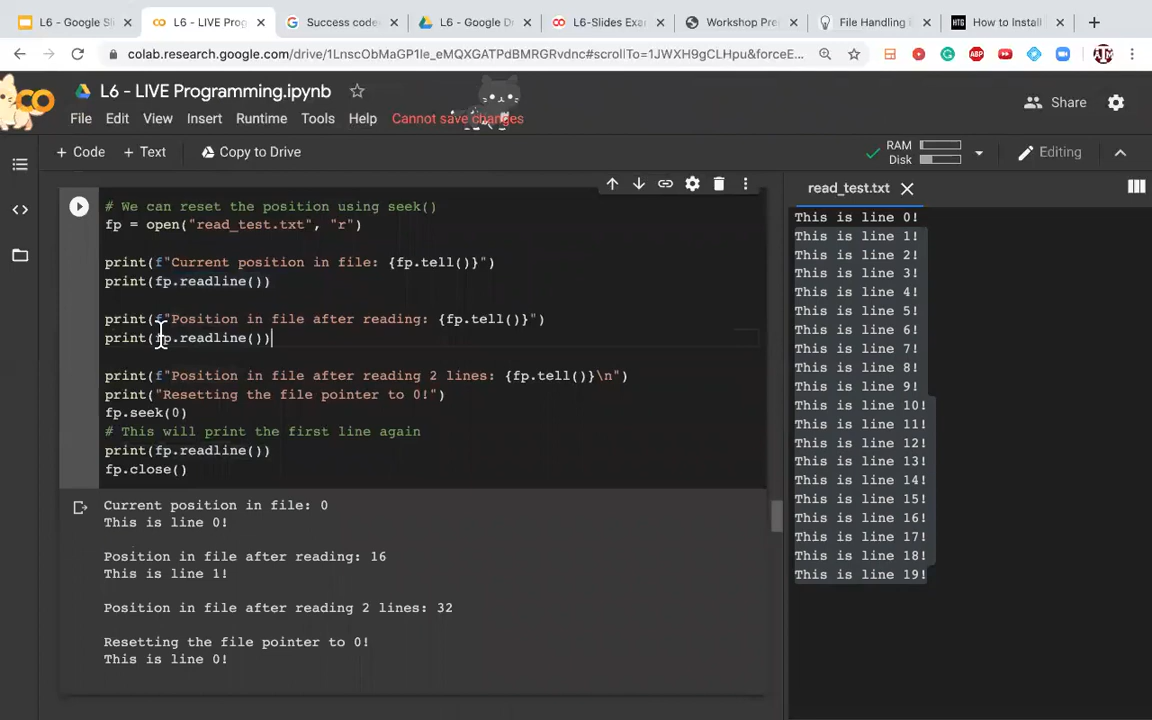 L6 - Google Sli
L6 - LIVE Progr
Success code
L6 - Google Dr
L6-Slides Exa
Workshop Pre
File Handling i
How to Install
colab.research.google.com/drive/1LnscObMaGP1Ie_eMQXGATPdBMRGRvdnc#scrollTo=1JWXH9gCLHpu&forceE...
L6 - LIVE Programming.ipynb
Share
File Edit View Insert Runtime Tools Help Cannot save changes
+ Code + Text Copy to Drive
RAM
Disk
Editing
# We can reset the position using seek()
fp = open("read_test.txt", "r")
print(f"Current position in file: {fp.tell()}")
print(fp.readline())
print(f"Position in file after reading: {fp.tell()}")
print(fp.readline())
print(f"Position in file after reading 2 lines: {fp.tell()}\n")
print("Resetting the file pointer to 0!")
fp.seek(0)
# This will print the first line again
print(fp.readline())
fp.close()
Current position in file: 0
This is line 0!
Position in file after reading: 16
This is line 1!
Position in file after reading 2 lines: 32
Resetting the file pointer to 0!
This is line 0!
read_test.txt
This is line 0!
This is line 1!
This is line 2!
This is line 3!
This is line 4!
This is line 5!
This is line 6!
This is line 7!
This is line 8!
This is line 9!
This is line 10!
This is line 11!
This is line 12!
This is line 13!
This is line 14!
This is line 15!
This is line 16!
This is line 17!
This is line 18!
This is line 19!